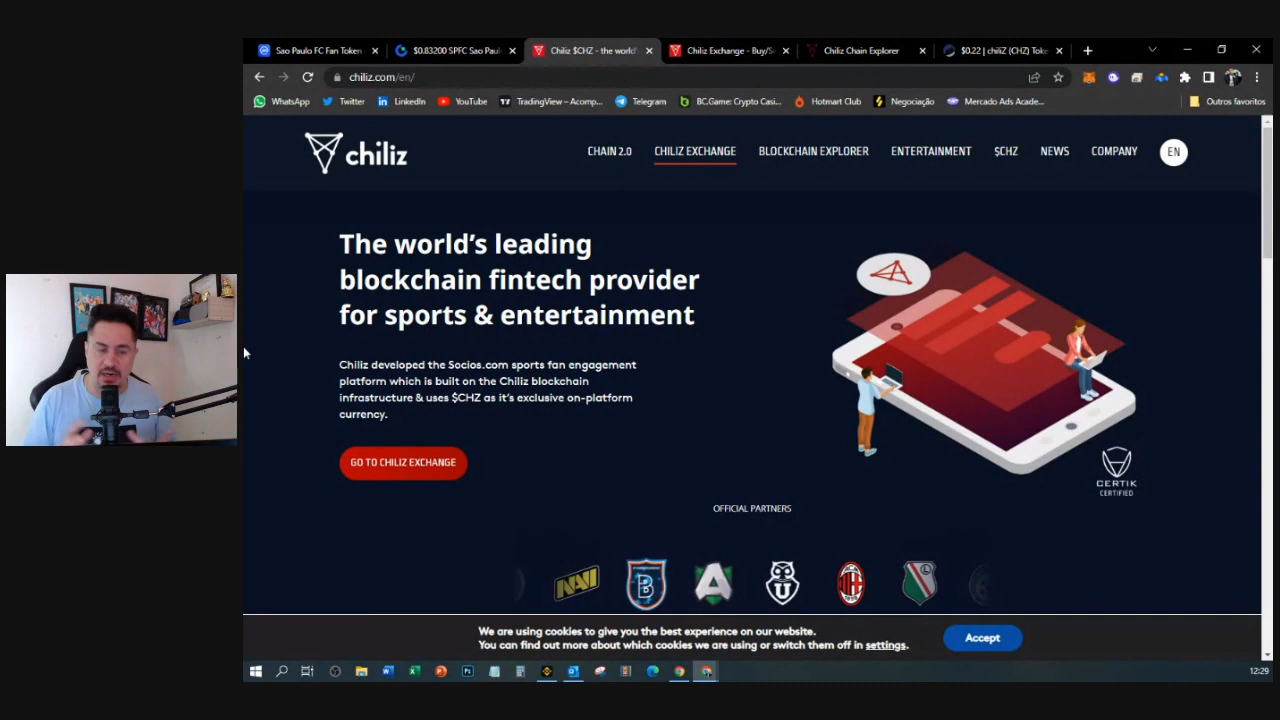 Sao Paulo FC Fan Token
$0.83200 SPFC Sao Paul
Chiliz $CHZ - the world'
Chiliz Exchange - Buy/Se
Chiliz Chain Explorer
$0.22 | chiliZ (CHZ) Toke
chiliz.com/en/
WhatsApp
Twitter
LinkedIn
YouTube
TradingView – Acomp...
Telegram
BC.Game: Crypto Casi...
Hotmart Club
Negociação
Mercado Ads Acade...
Outros favoritos
chiliz
CHAIN 2.0
CHILIZ EXCHANGE
BLOCKCHAIN EXPLORER
ENTERTAINMENT
$CHZ
NEWS
COMPANY
EN
The world's leading
blockchain fintech provider
for sports & entertainment
Chiliz developed the Socios.com sports fan engagement
platform which is built on the Chiliz blockchain
infrastructure & uses $CHZ as it's exclusive on-platform
currency.
GO TO CHILIZ EXCHANGE
CERTIK
CERTIFIED
OFFICIAL PARTNERS
NAVI
We are using cookies to give you the best experience on our website.
You can find out more about which cookies we are using or switch them off in settings.
Accept
12:29